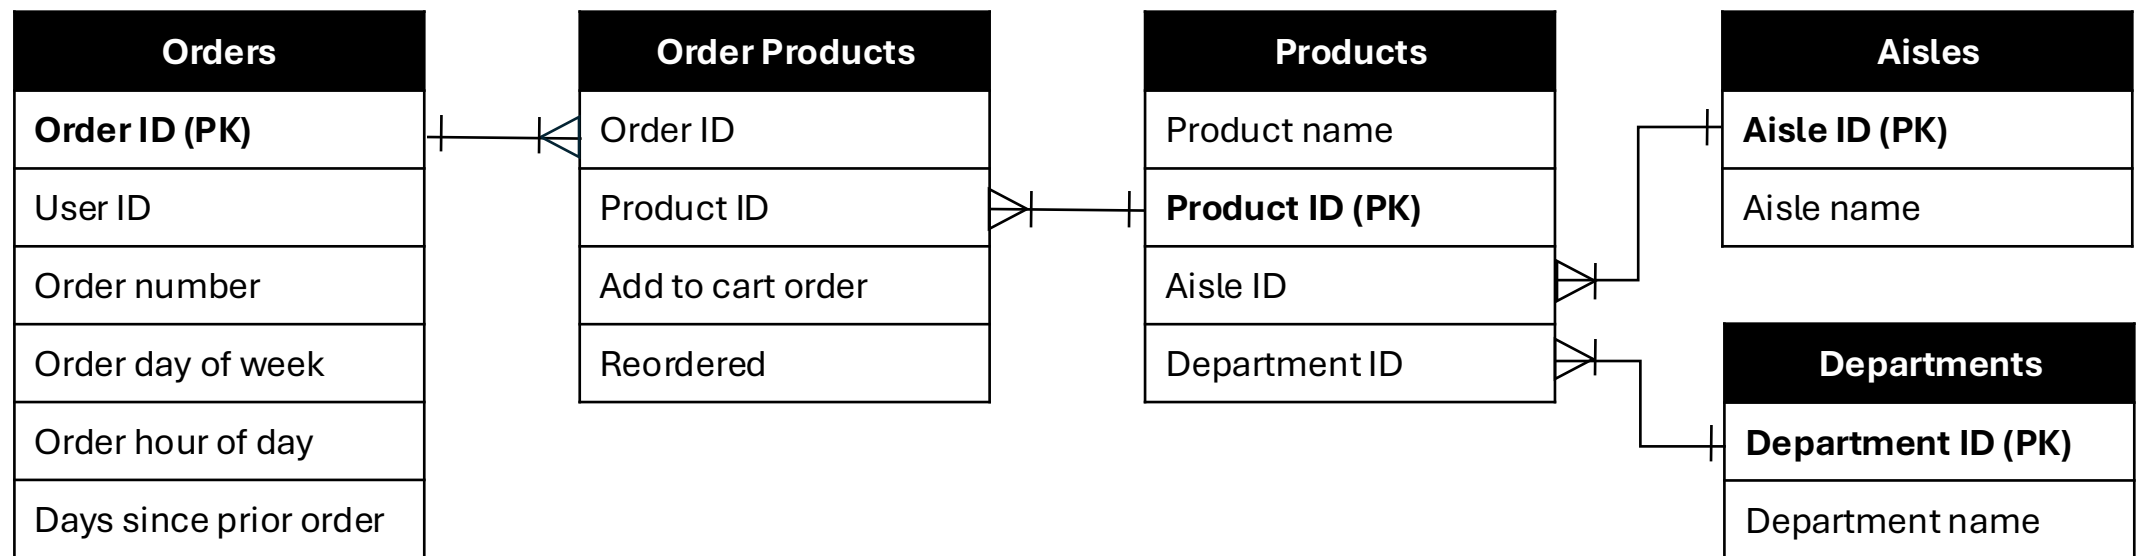 Orders
Order ID (PK)
User ID
Order number
Order day of week
Order hour of day
Days since prior order
Order Products
Order ID
Product ID
Add to cart order
Reordered
Products
Product name
Product ID (PK)
Aisle ID
Department ID
Aisles
Aisle ID (PK)
Aisle name
Departments
Department ID (PK)
Department name